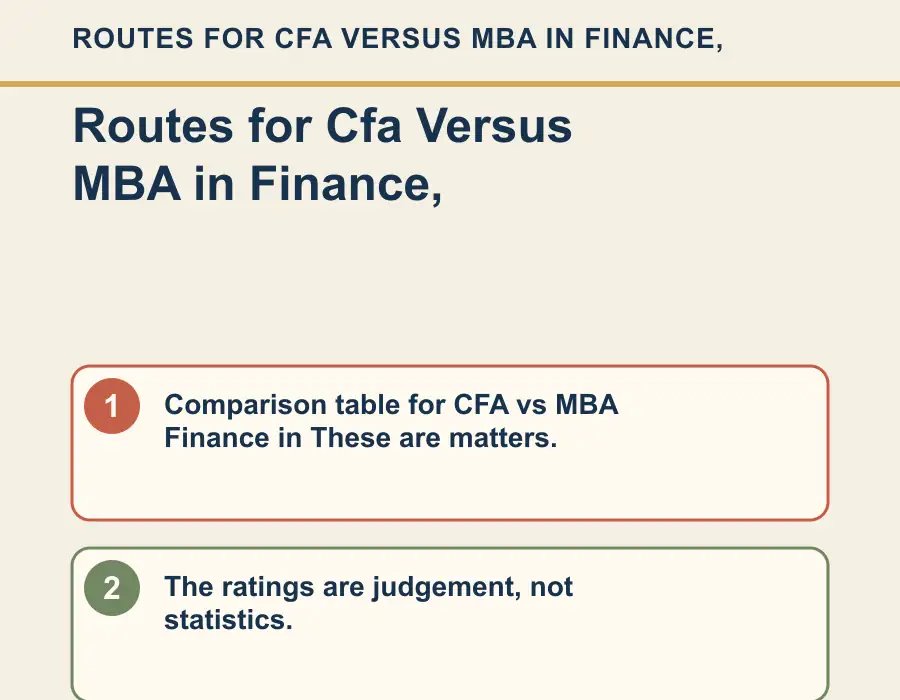 ROUTES FOR CFA VERSUS MBA IN FINANCE,
Routes for Cfa Versus
MBA in Finance,
1
Comparison table for CFA vs MBA
Finance in These are matters.
2
The ratings are judgement, not
statistics.